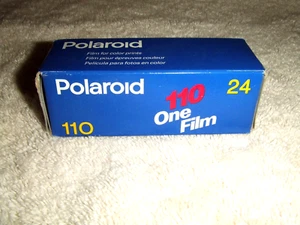 Polaroid
Film for color prints
Film pour épreuves couleur
Película para fotos en color
Polaroid
110
One
Film
24
110